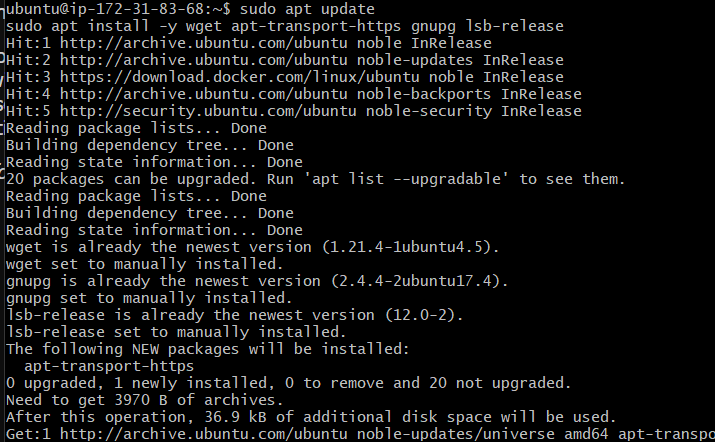 ubuntu@ip-172-31-83-68:~$ sudo apt update
sudo apt install -y wget apt-transport-https gnupg lsb-release
Hit:1 http://archive.ubuntu.com/ubuntu noble InRelease
Hit:2 http://archive.ubuntu.com/ubuntu noble-updates InRelease
Hit:3 https://download.docker.com/linux/ubuntu noble InRelease
Hit:4 http://archive.ubuntu.com/ubuntu noble-backports InRelease
Hit:5 http://security.ubuntu.com/ubuntu noble-security InRelease
Reading package lists... Done
Building dependency tree... Done
Reading state information... Done
20 packages can be upgraded. Run 'apt list --upgradable' to see them.
Reading package lists... Done
Building dependency tree... Done
Reading state information... Done
wget is already the newest version (1.21.4-1ubuntu4.5).
wget set to manually installed.
gnupg is already the newest version (2.4.4-2ubuntu17.4).
gnupg set to manually installed.
lsb-release is already the newest version (12.0-2).
lsb-release set to manually installed.
The following NEW packages will be installed:
  apt-transport-https
0 upgraded, 1 newly installed, 0 to remove and 20 not upgraded.
Need to get 3970 B of archives.
After this operation, 36.9 kB of additional disk space will be used.
Get:1 http://archive.ubuntu.com/ubuntu noble-updates/universe amd64 apt-transpo